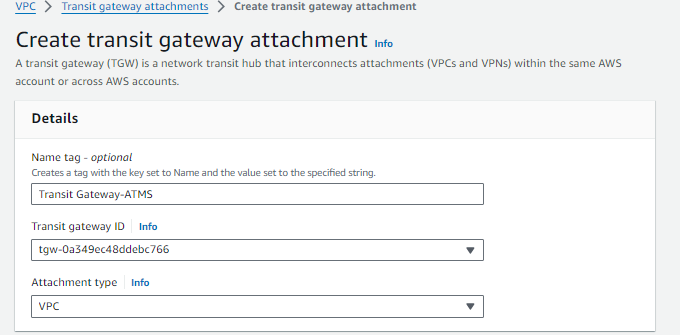 VPC > Transit gateway attachments > Create transit gateway attachment
Create transit gateway attachment Info
A transit gateway (TGW) is a network transit hub that interconnects attachments (VPCs and VPNs) within the same AWS
account or across AWS accounts.
Details
Name tag - optional
Creates a tag with the key set to Name and the value set to the specified string.
Transit Gateway-ATMS
Transit gateway ID Info
tgw-0a349ec48ddebc766
Attachment type Info
VPC